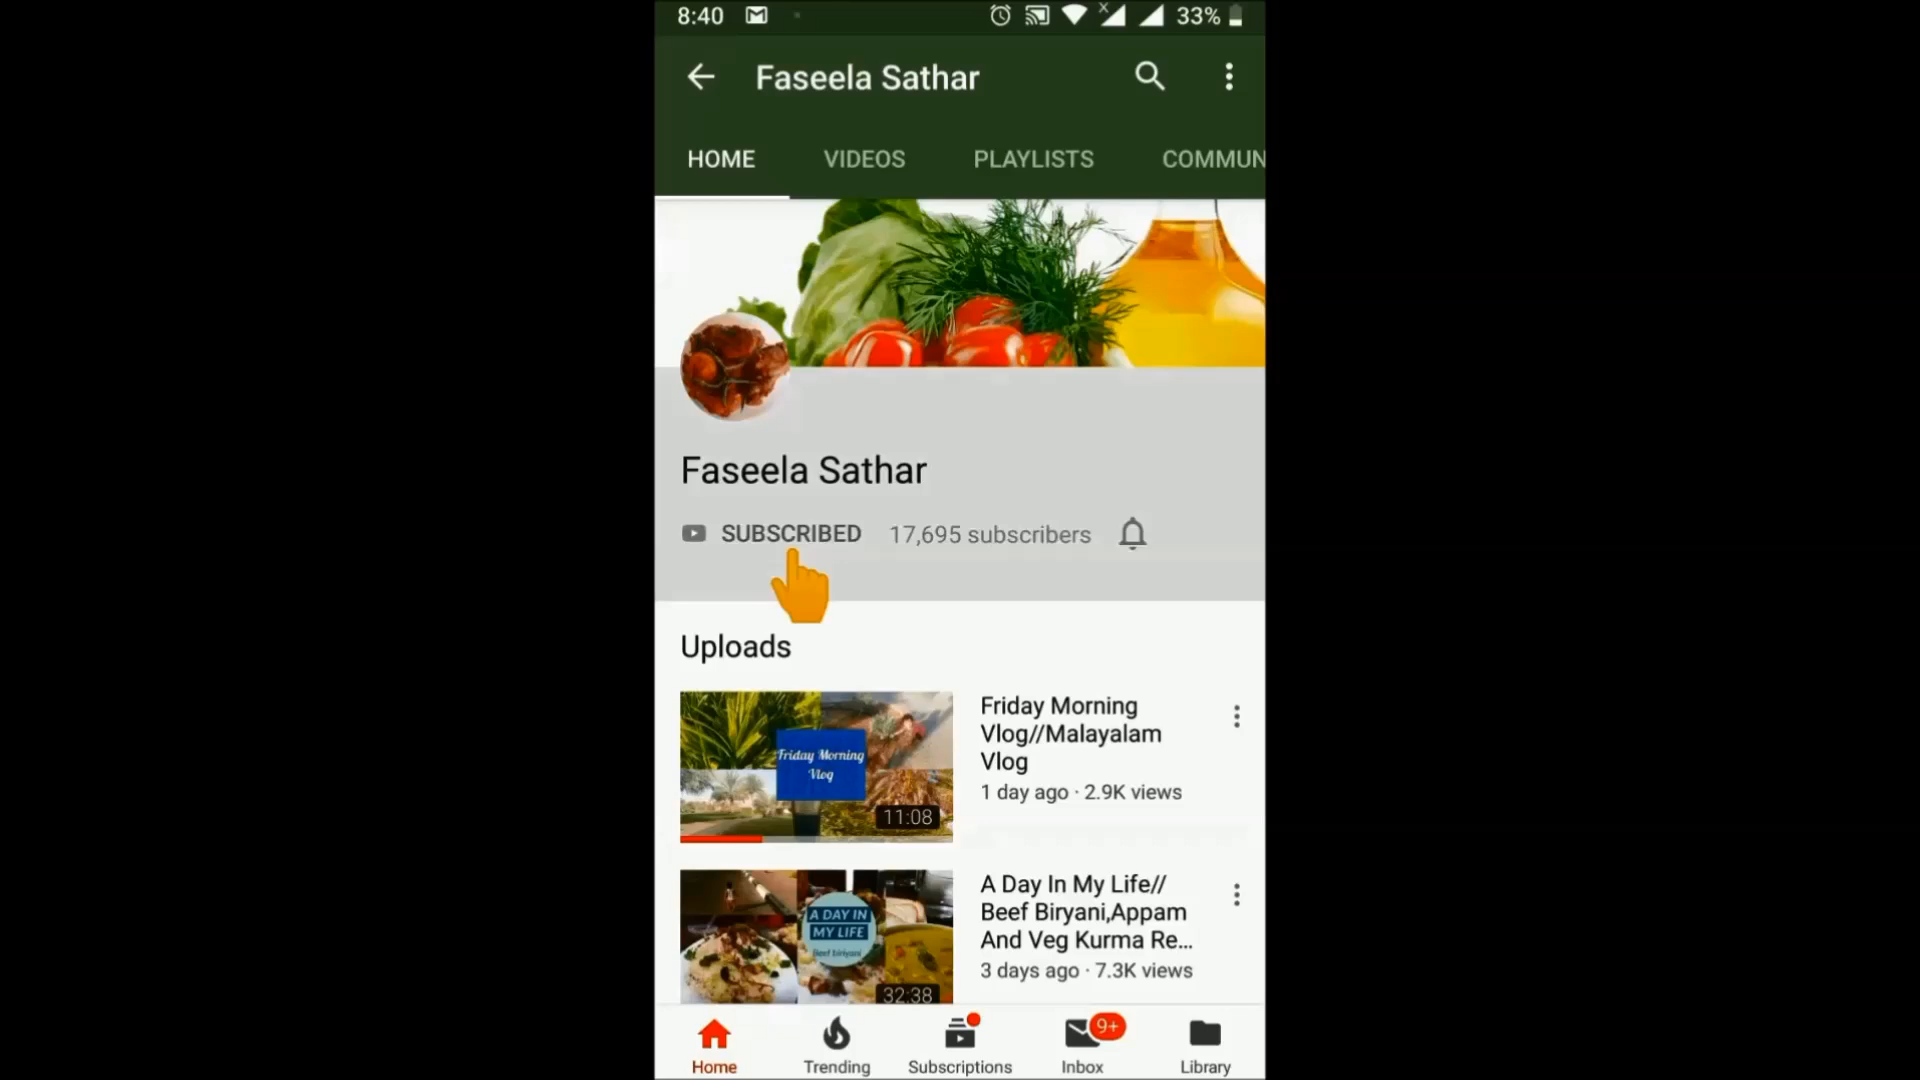 8:40
33%
Faseela Sathar
HOME VIDEOS PLAYLISTS COMMUN
Faseela Sathar
SUBSCRIBED 17,695 subscribers
Uploads
Friday Morning
Vlog
11:08
Friday Morning
Vlog//Malayalam
Vlog
1 day ago · 2.9K views
A DAY IN
MY LIFE
Beef biriyani
32:38
A Day In My Life//
Beef Biryani,Appam
And Veg Kurma Re...
3 days ago · 7.3K views
9+
Home Trending Subscriptions Inbox Library